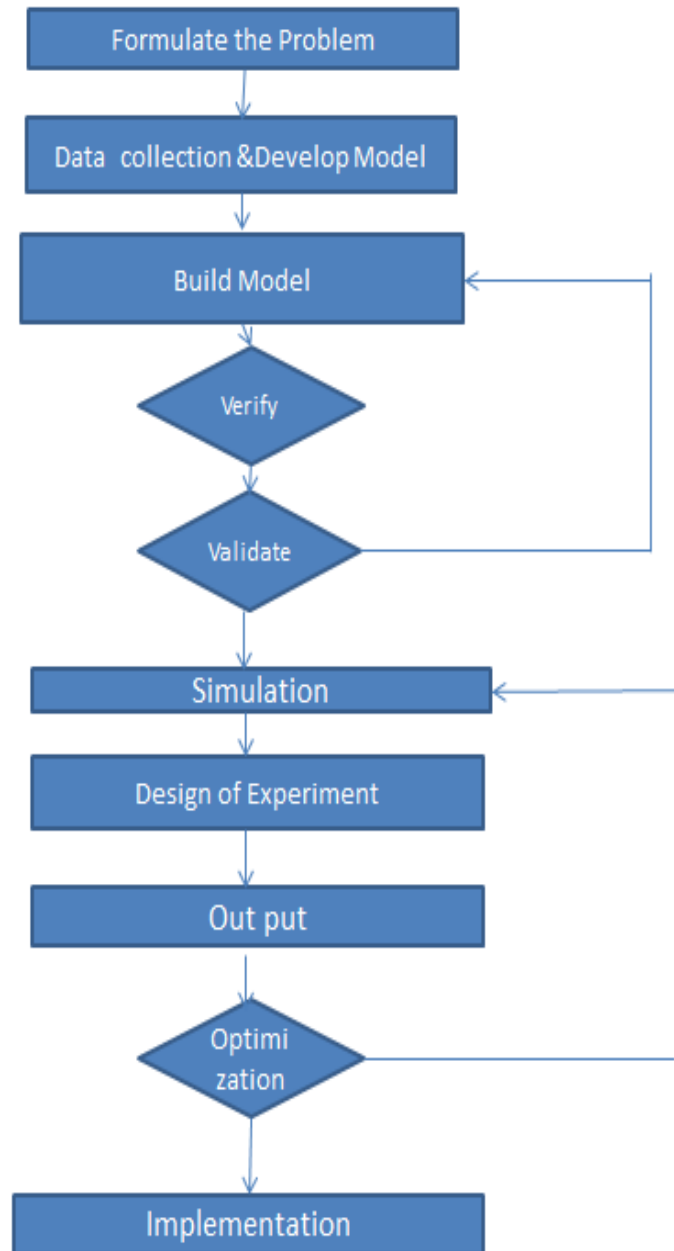 Formulate the Problem
Data collection &Develop Model
Build Model
Verify
Validate
Simulation
Design of Experiment
Out put
Optimi
zation
Implementation